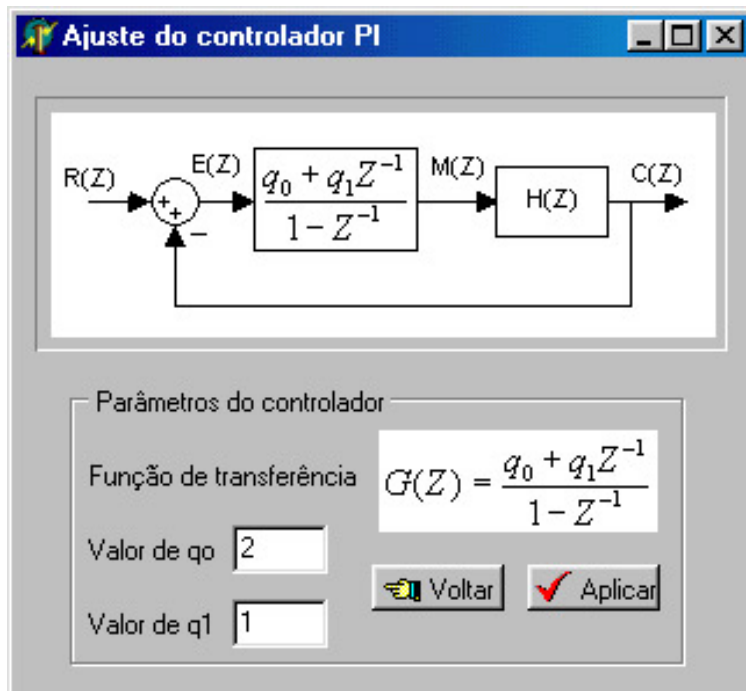 Ajuste do controlador PI
R(Z) + + − E(Z) q₀ + q₁Z⁻¹ / 1 − Z⁻¹ M(Z) H(Z) C(Z)
Parâmetros do controlador
Função de transferência G(Z) = q₀ + q₁Z⁻¹ / 1 − Z⁻¹
Valor de qo 2
Voltar Aplicar
Valor de q1 1